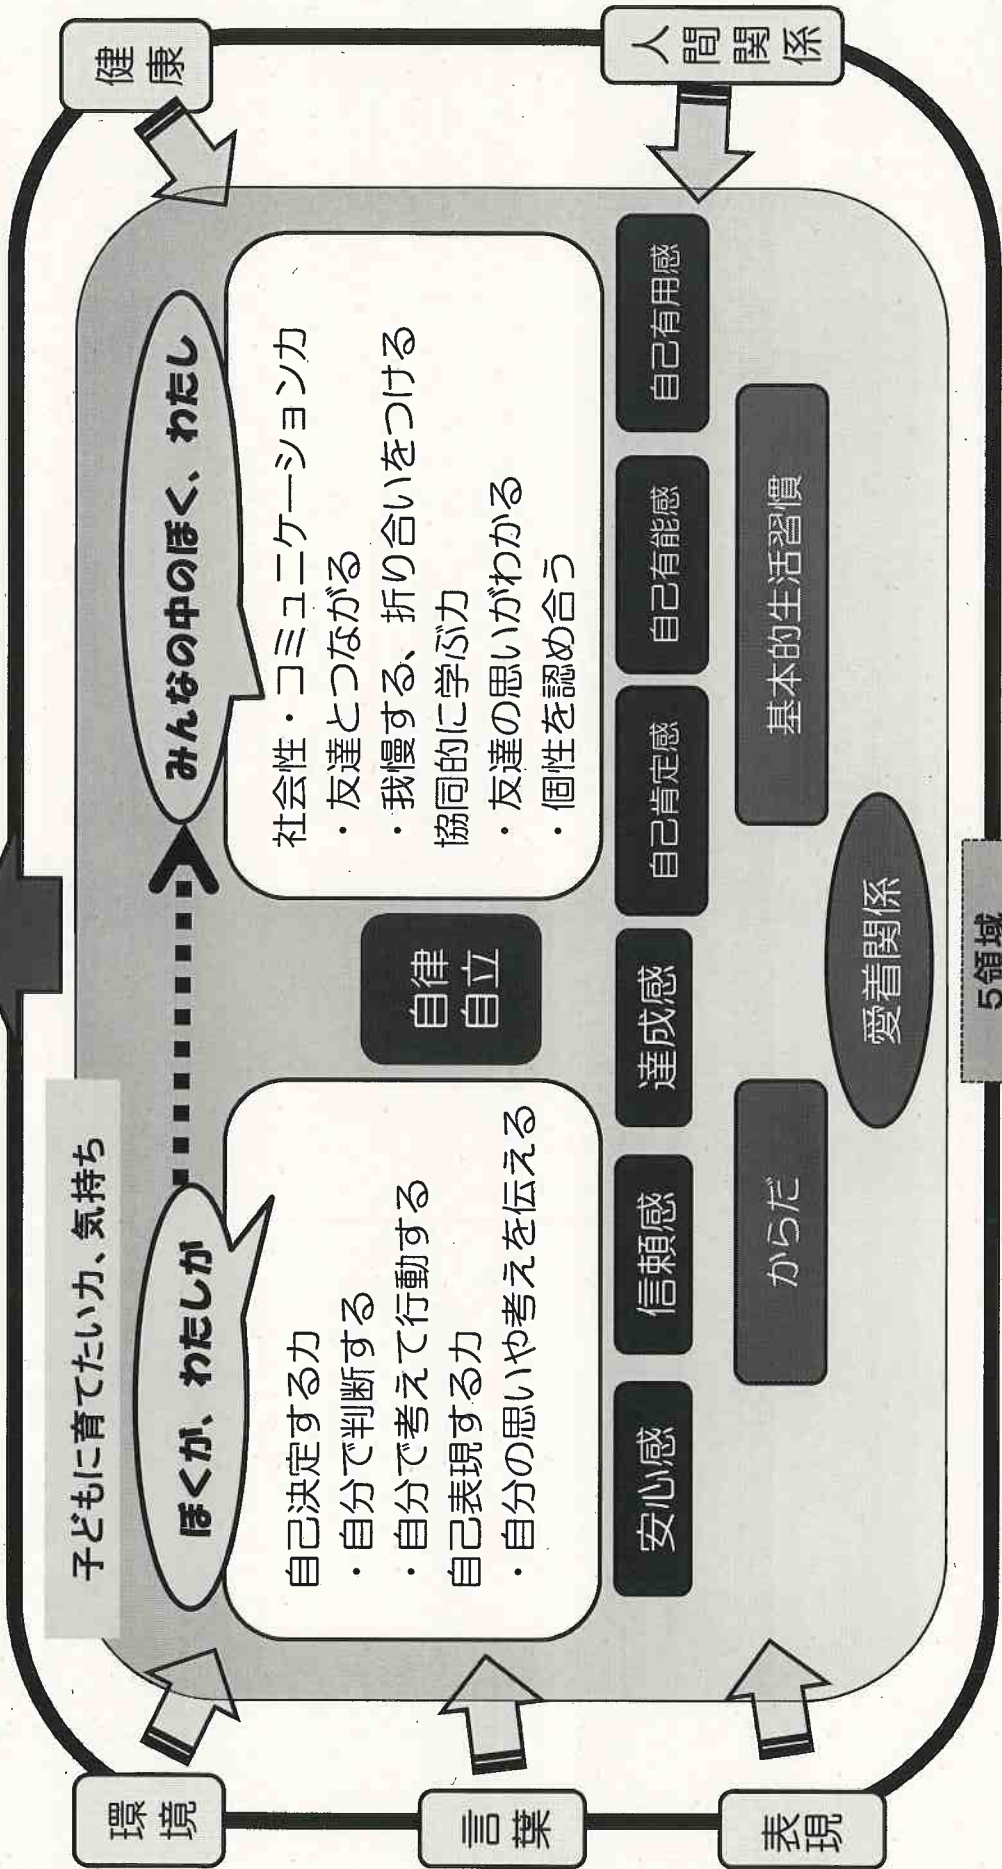 子どもに育てたい力、気持ち
ぼくが、わたしが
みんなの中のぼく、わたし
環境
健康
言葉
人間関係
表現
自己決定する力
・自分で判断する
・自分で考えて行動する
自己表現する力
・自分の思いや考えを伝える
自律
自立
社会性・コミュニケーション力
・友達とつながる
・我慢する、折り合いをつける
協同的に学ぶ力
・友達の思いがわかる
・個性を認め合う
安心感
信頼感
達成感
自己肯定感
自己有能感
自己有用感
からだ
基本的生活習慣
愛着関係
5領域